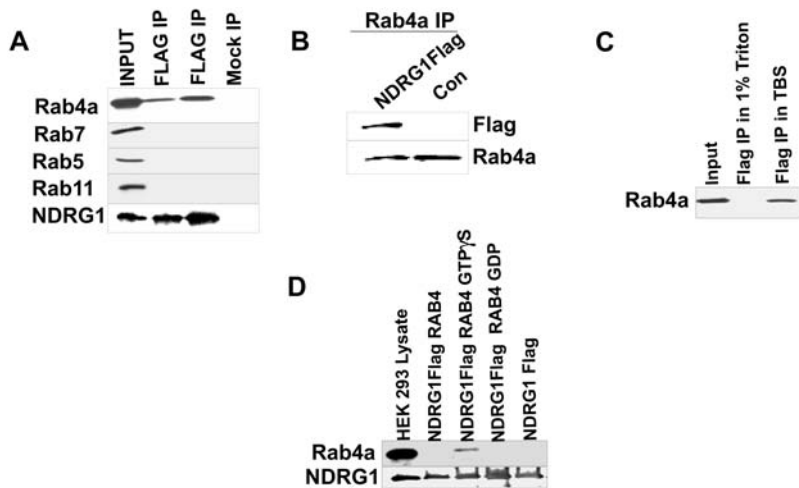 A
INPUT
FLAG IP
FLAG IP
Mock IP
Rab4a
Rab7
Rab5
Rab11
NDRG1
B
Rab4a IP
NDRG1Flag
Con
Flag
Rab4a
C
Input
Flag IP in 1% Triton
Flag IP in TBS
Rab4a
D
HEK 293 Lysate
NDRG1Flag RAB4
NDRG1Flag RAB4 GTPγS
NDRG1Flag RAB4 GDP
NDRG1 Flag
Rab4a
NDRG1